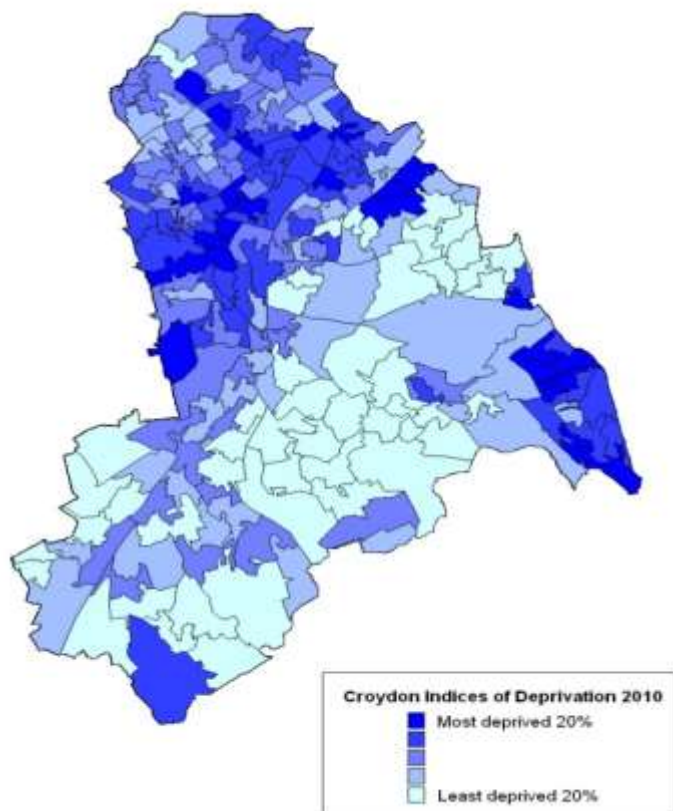 Croydon Indices of Deprivation 2010
Most deprived 20%
Least deprived 20%